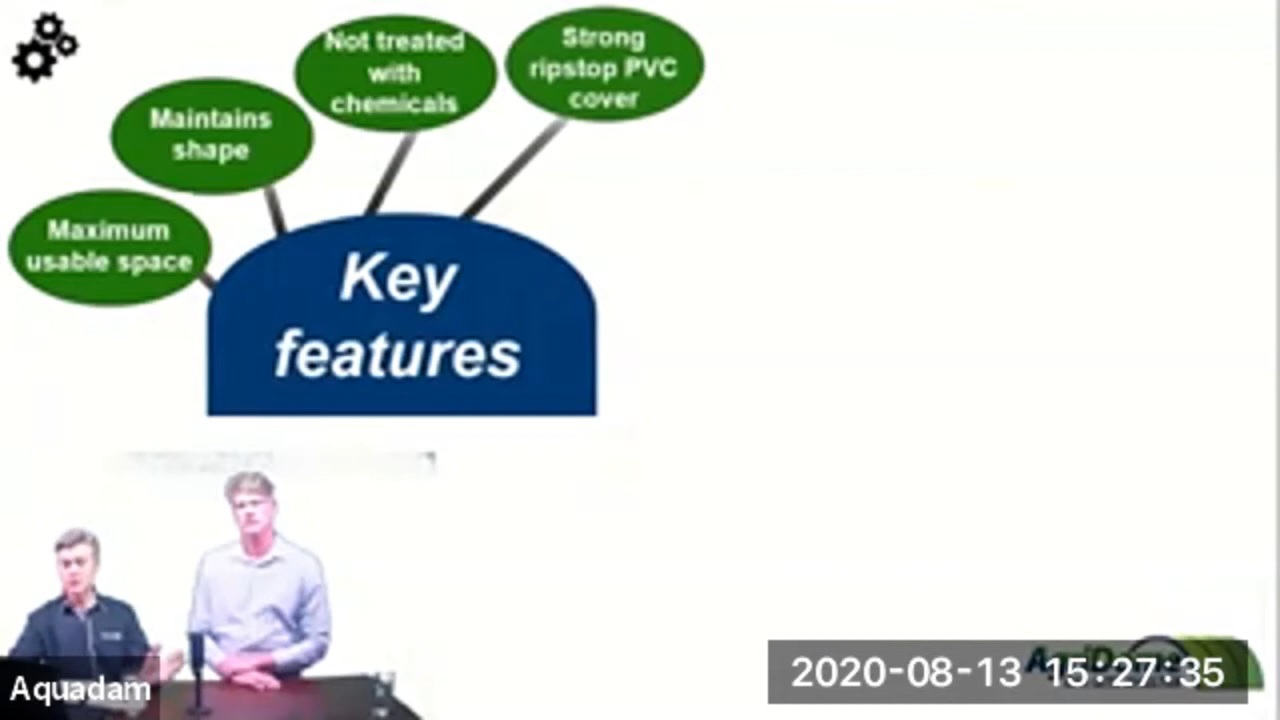 Not treated
with
chemicals
Strong
ripstop PVC
cover
Maintains
shape
Maximum
usable space
Key
features
Aquadam
2020-08-13 15:27:35